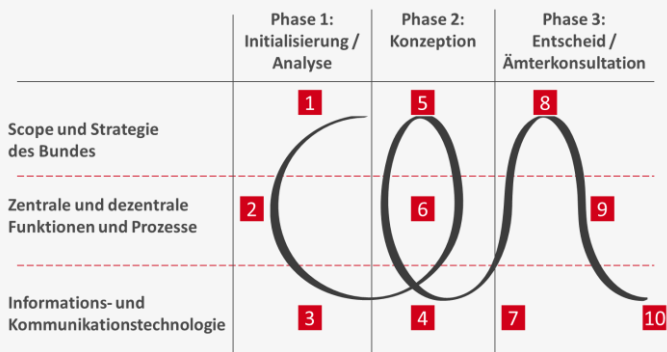 Phase 1:
Initialisierung /
Analyse
Phase 2:
Konzeption
Phase 3:
Entscheid /
Ämterkonsultation
1
5
8
Scope und Strategie
des Bundes
Zentrale und dezentrale
Funktionen und Prozesse
2
6
9
Informations- und
Kommunikationstechnologie
3
4
7
10